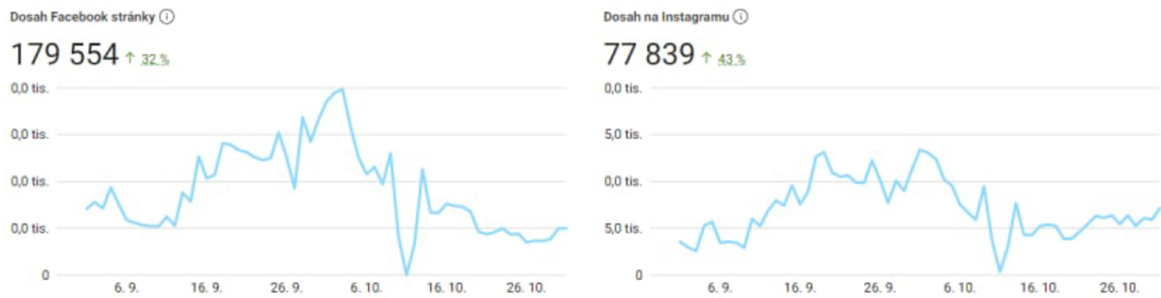 Dosah Facebook stránky
179 554 ↑ 32 %
0,0 tis.
0,0 tis.
0,0 tis.
0,0 tis.
0
6. 9. 16. 9. 26. 9. 6. 10. 16. 10. 26. 10.
Dosah na Instagramu
77 839 ↑ 43 %
0,0 tis.
5,0 tis.
0,0 tis.
5,0 tis.
0
6. 9. 16. 9. 26. 9. 6. 10. 16. 10. 26. 10.